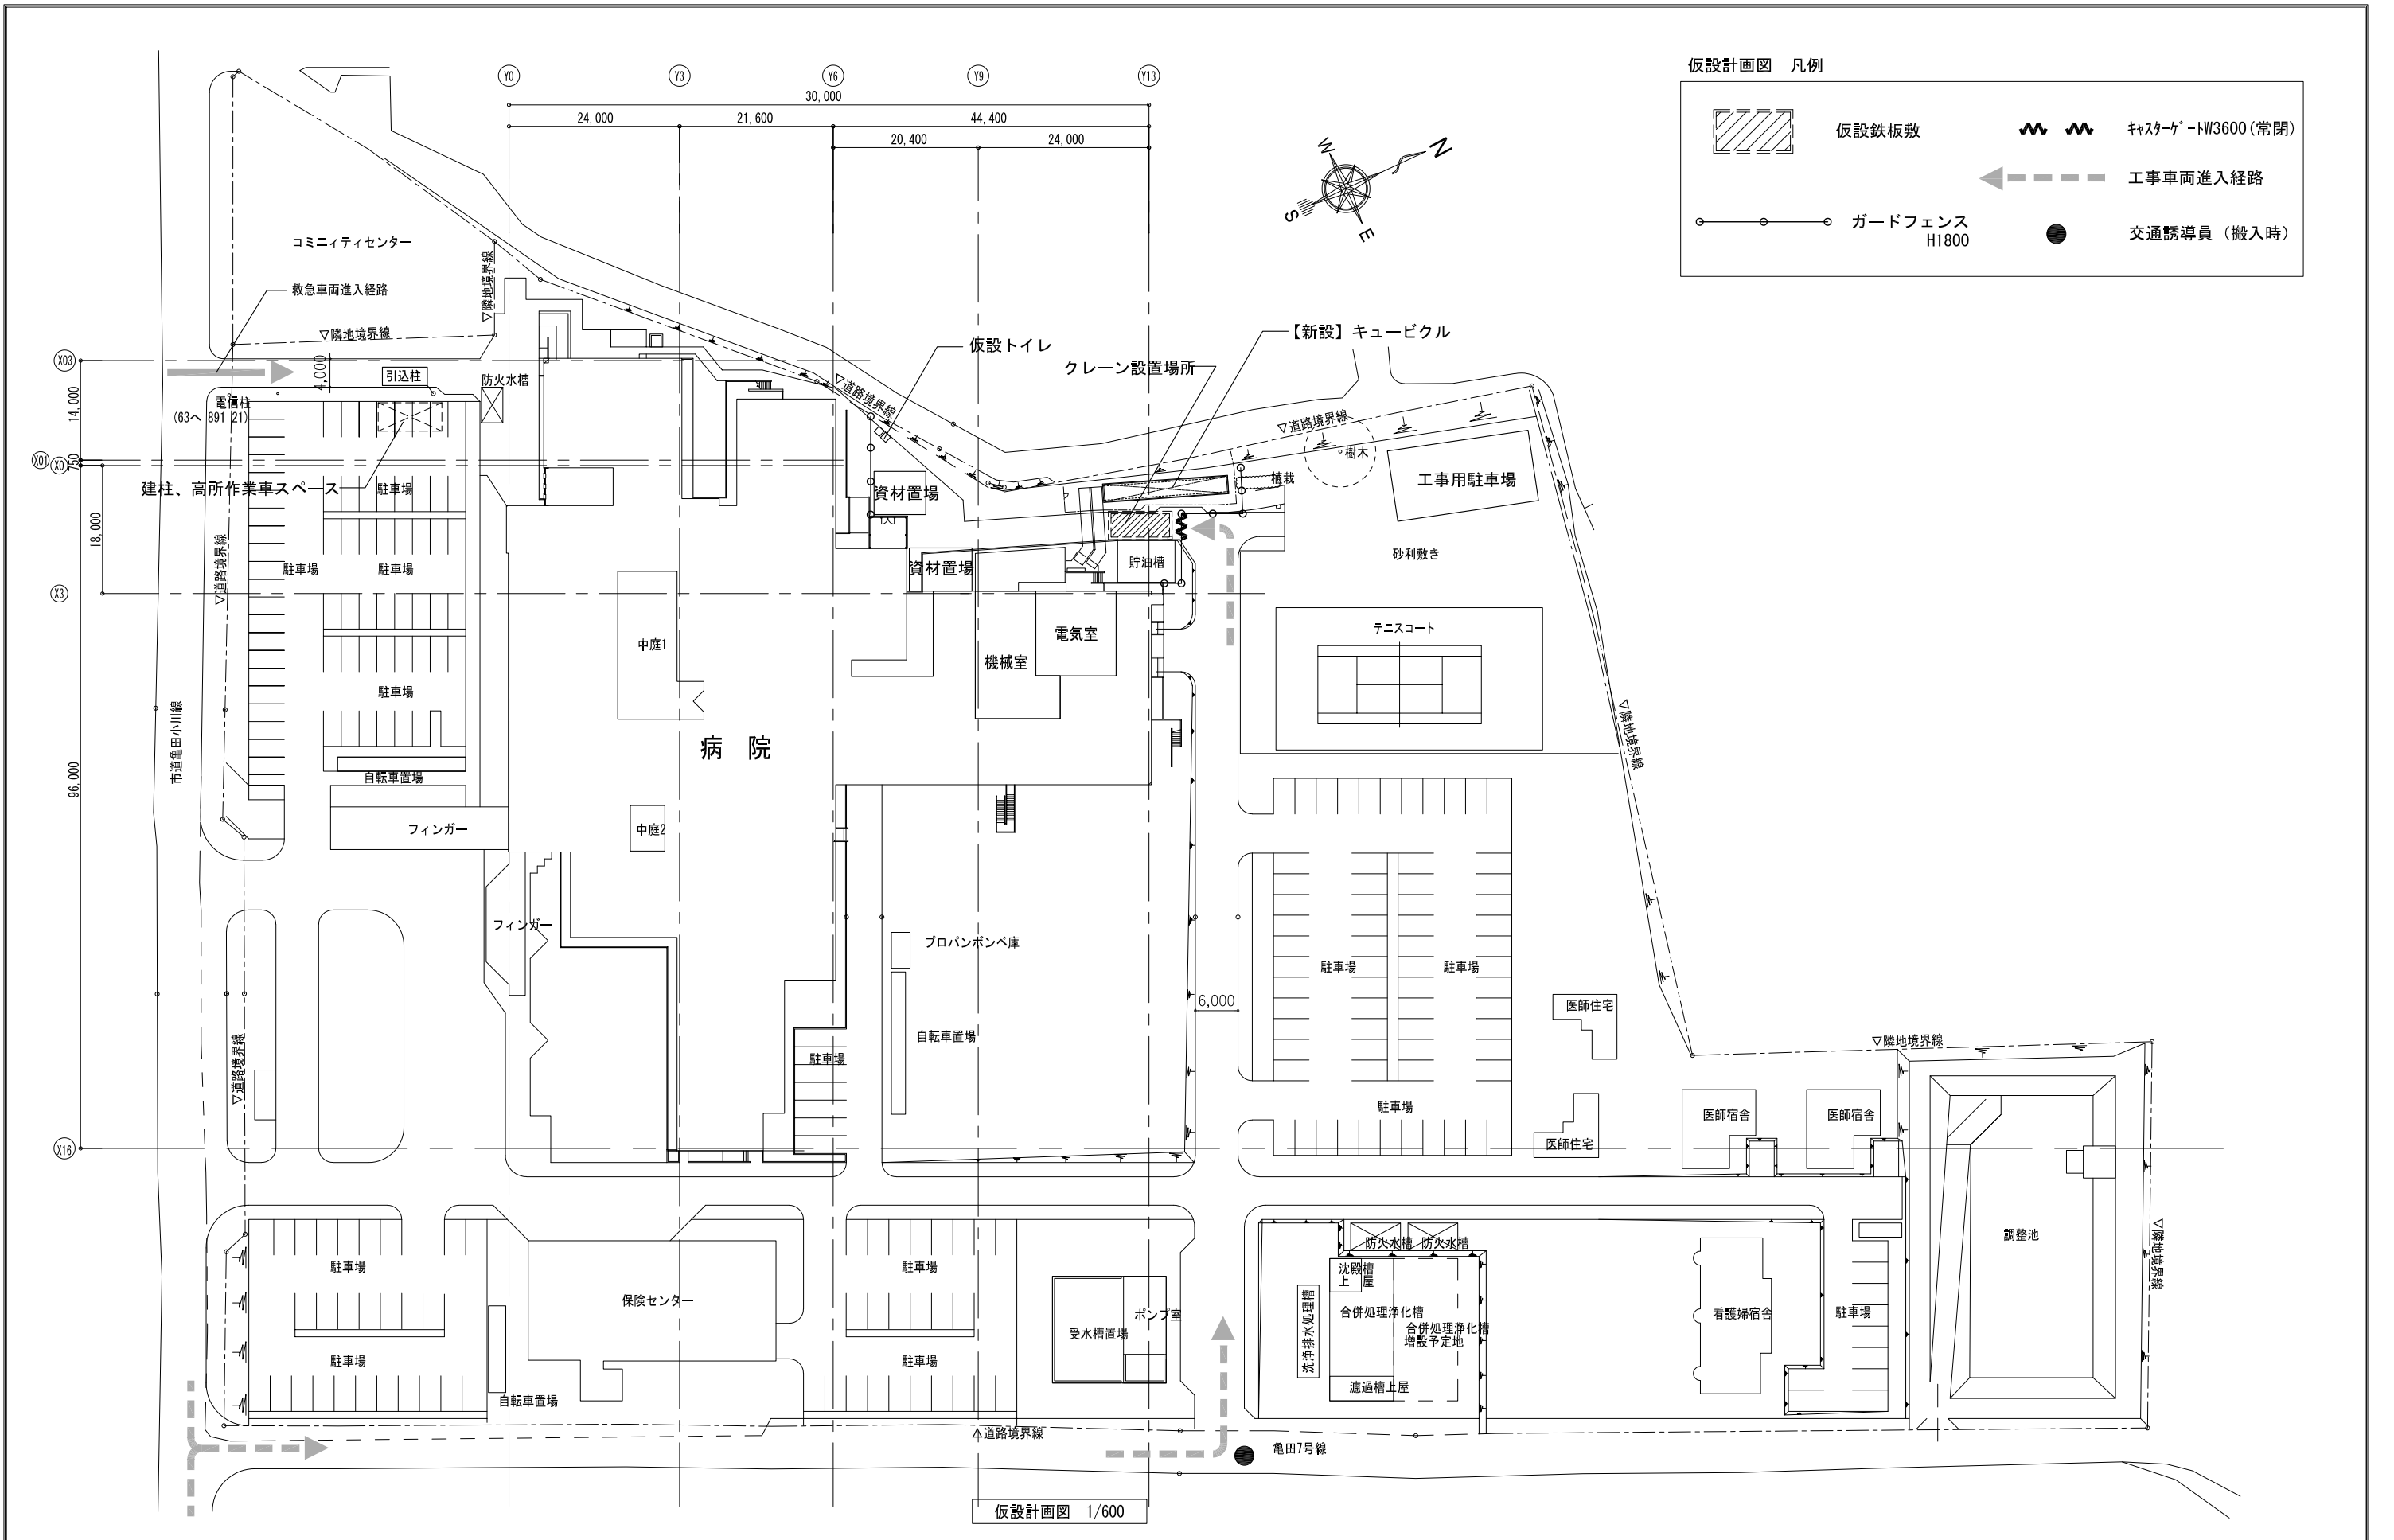 仮設計画図 凡例
仮設鉄板敷
キャスターゲートW3600(常閉)
工事車両進入経路
ガードフェンス
H1800
交通誘導員（搬入時）
Y0
Y3
Y6
Y9
Y13
30,000
24,000
21,600
44,400
20,400
24,000
W
N
S
E
コミニィティセンター
▽隣地境界線
救急車両進入経路
▽隣地境界線
【新設】キュービクル
仮設トイレ
クレーン設置場所
X03
4,000
引込柱
防火水槽
▽道路境界線
▽道路境界線
電信柱
(63へ 891 21)
14,000
樹木
X01
X0
750
植栽
工事用駐車場
建柱、高所作業車スペース
駐車場
資材置場
18,000
▽道路境界線
駐車場
駐車場
資材置場
貯油槽
砂利敷き
X3
中庭1
電気室
機械室
テニスコート
駐車場
市道亀田小川線
病 院
▽隣地境界線
96,000
自転車置場
フィンガー
中庭2
フィンガー
プロパンボンベ庫
駐車場
駐車場
6,000
医師住宅
自転車置場
駐車場
▽隣地境界線
▽道路境界線
駐車場
医師宿舎
医師宿舎
医師住宅
X16
調整池
▽隣地境界線
防火水槽
防火水槽
駐車場
駐車場
沈殿槽
上 屋
保険センター
受水槽置場
ポンプ室
洗浄排水処理槽
合併処理浄化槽
合併処理浄化槽
増設予定地
看護婦宿舎
駐車場
駐車場
駐車場
濾過槽上屋
自転車置場
△道路境界線
亀田7号線
仮設計画図 1/600